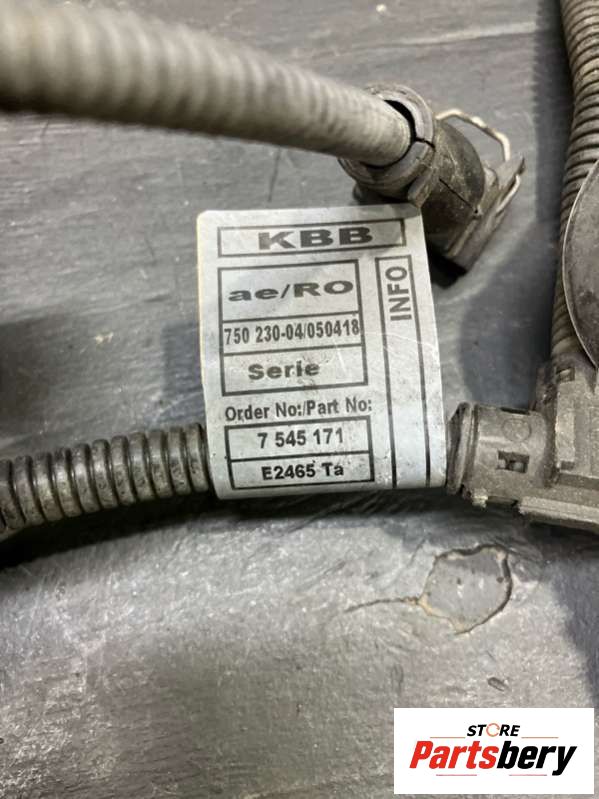 KBB
ae/RO
750 230-04/050418
Serie
Order No:/Part No:
7 545 171
E2465 Ta
INFO
STORE
Partsbery